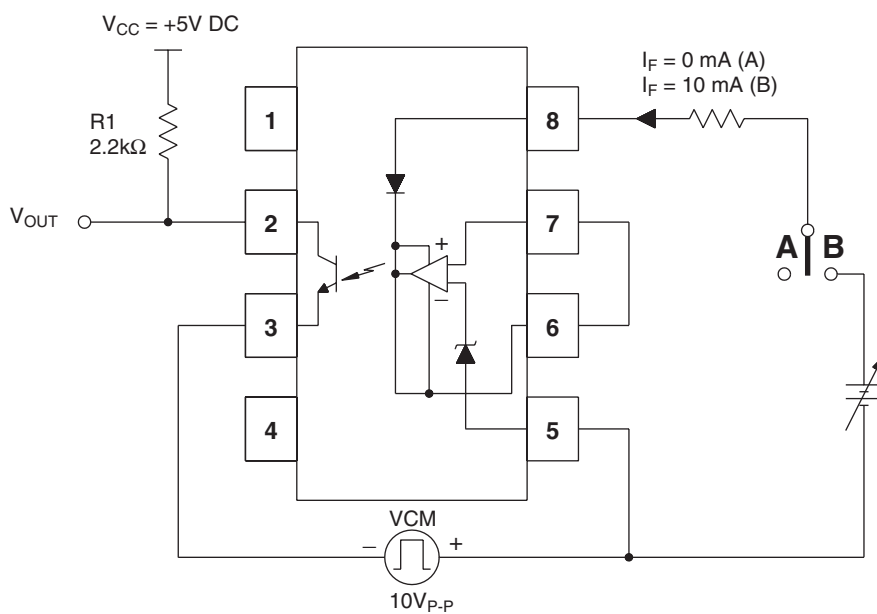 V_CC = +5V DC
R1
2.2kΩ
V_OUT
1
2
3
4
8
7
6
5
+
–
I_F = 0 mA (A)
I_F = 10 mA (B)
A B
VCM
– +
10V_P-P